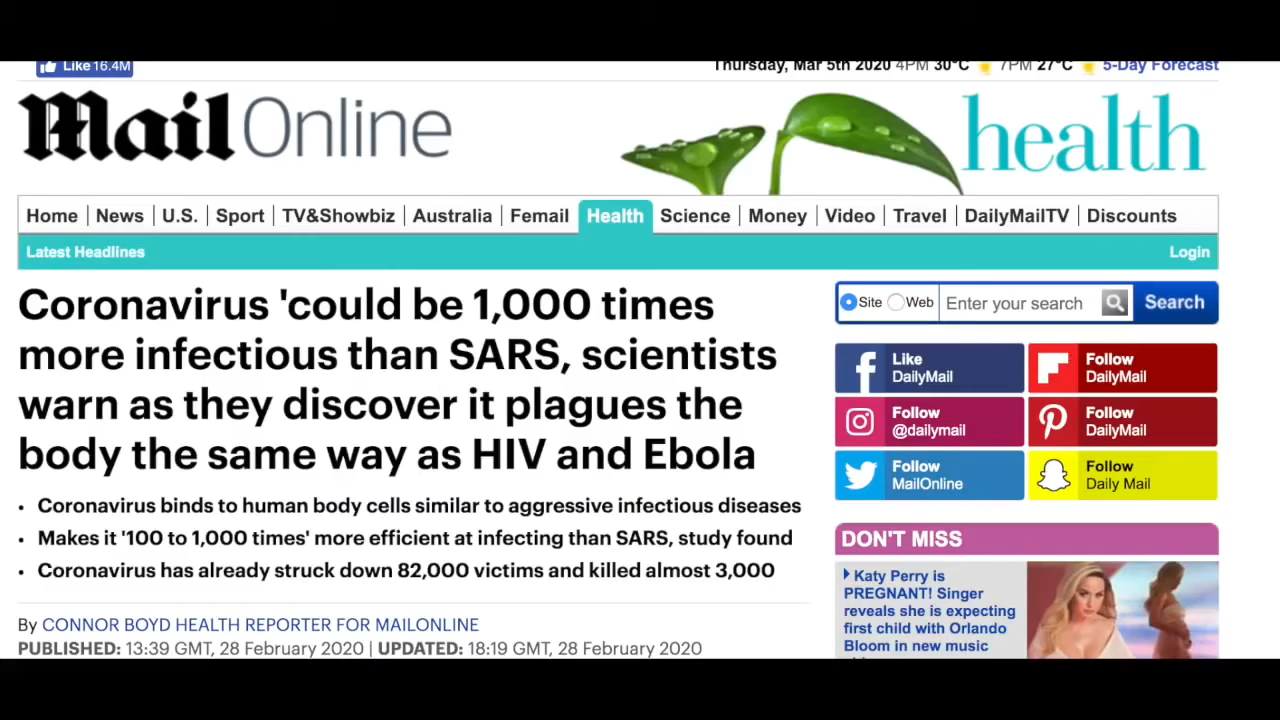 Like 16.4M
Thursday, Mar 5th 2020 4PM 30°C 7PM 27°C 5-Day Forecast
Mail Online
health
Home News U.S. Sport TV&Showbiz Australia Femail Health Science Money Video Travel DailyMailTV Discounts
Latest Headlines Login
Coronavirus 'could be 1,000 times
more infectious than SARS, scientists
warn as they discover it plagues the
body the same way as HIV and Ebola
• Coronavirus binds to human body cells similar to aggressive infectious diseases
• Makes it '100 to 1,000 times' more efficient at infecting than SARS, study found
• Coronavirus has already struck down 82,000 victims and killed almost 3,000
By CONNOR BOYD HEALTH REPORTER FOR MAILONLINE
PUBLISHED: 13:39 GMT, 28 February 2020 | UPDATED: 18:19 GMT, 28 February 2020
Site Web Enter your search Search
Like
DailyMail
Follow
DailyMail
Follow
@dailymail
Follow
DailyMail
Follow
MailOnline
Follow
Daily Mail
DON'T MISS
Katy Perry is
PREGNANT! Singer
reveals she is expecting
first child with Orlando
Bloom in new music